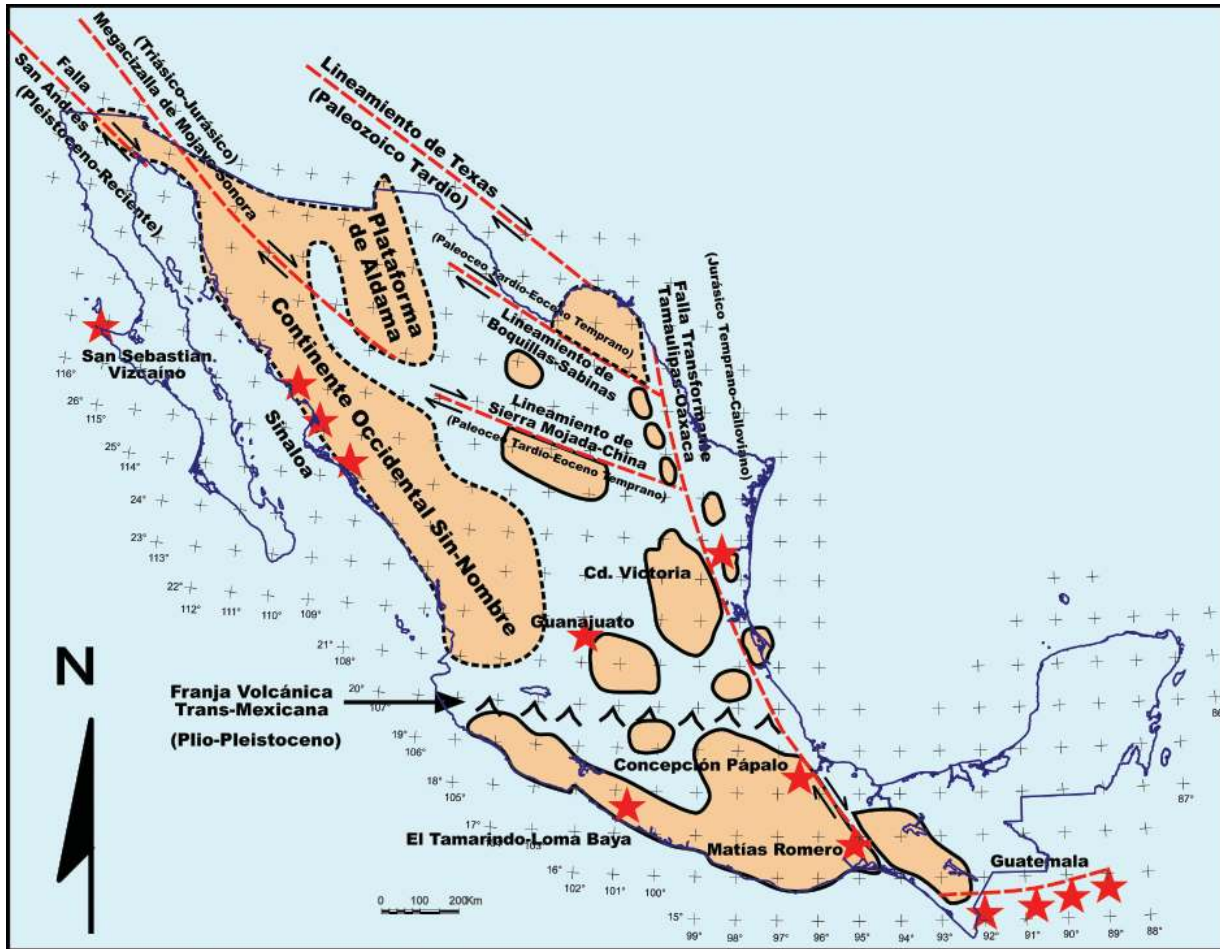 Falla
San Andres
(Pleistoceno-Reciente)
(Triásico-Jurásico)
Megacizalla de Mojave-Sonora
Lineamiento de Texas
(Paleozoico Tardío)
Plataforma
de Aldama
(Paleoceo Tardío-Eoceno Temprano)
Lineamiento de
Boquillas-Sabinas
Falla Transformante
Tamaulipas-Oaxaca
(Jurásico Temprano-Calloviano)
Lineamiento de
Sierra Mojada-China
(Paleoceo Tardío-Eoceno Temprano)
Continente Occidental Sin-Nombre
San Sebastian.
Vizcaíno
Sinaloa
116°
26°
115°
25°
114°
24°
23°
113°
22°
112°
111°
110°
109°
21°
108°
20°
107°
19°
106°
18°
105°
17°
16°
102°
101°
100°
15°
99°
98°
97°
96°
95°
94°
93°
92°
91°
90°
89°
88°
87°
86
Cd. Victoria
Guanajuato
N
Franja Volcánica
Trans-Mexicana
(Plio-Pleistoceno)
Concepción Pápalo
El Tamarindo-Loma Baya
Matías Romero
Guatemala
0 100 200Km